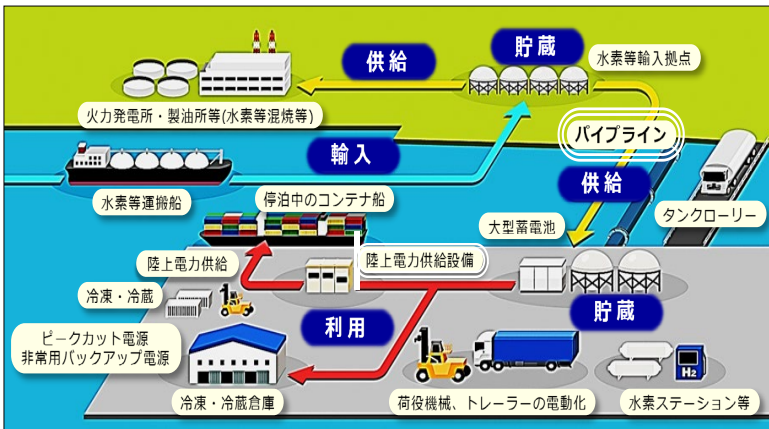 供給
貯蔵
水素等輸入拠点
火力発電所・製油所等(水素等混焼等)
パイプライン
輸入
供給
水素等運搬船
停泊中のコンテナ船
タンクローリー
大型蓄電池
陸上電力供給
陸上電力供給設備
冷凍・冷蔵
貯蔵
利用
ピークカット電源
非常用バックアップ電源
H2
冷凍・冷蔵倉庫
荷役機械、トレーラーの電動化
水素ステーション等